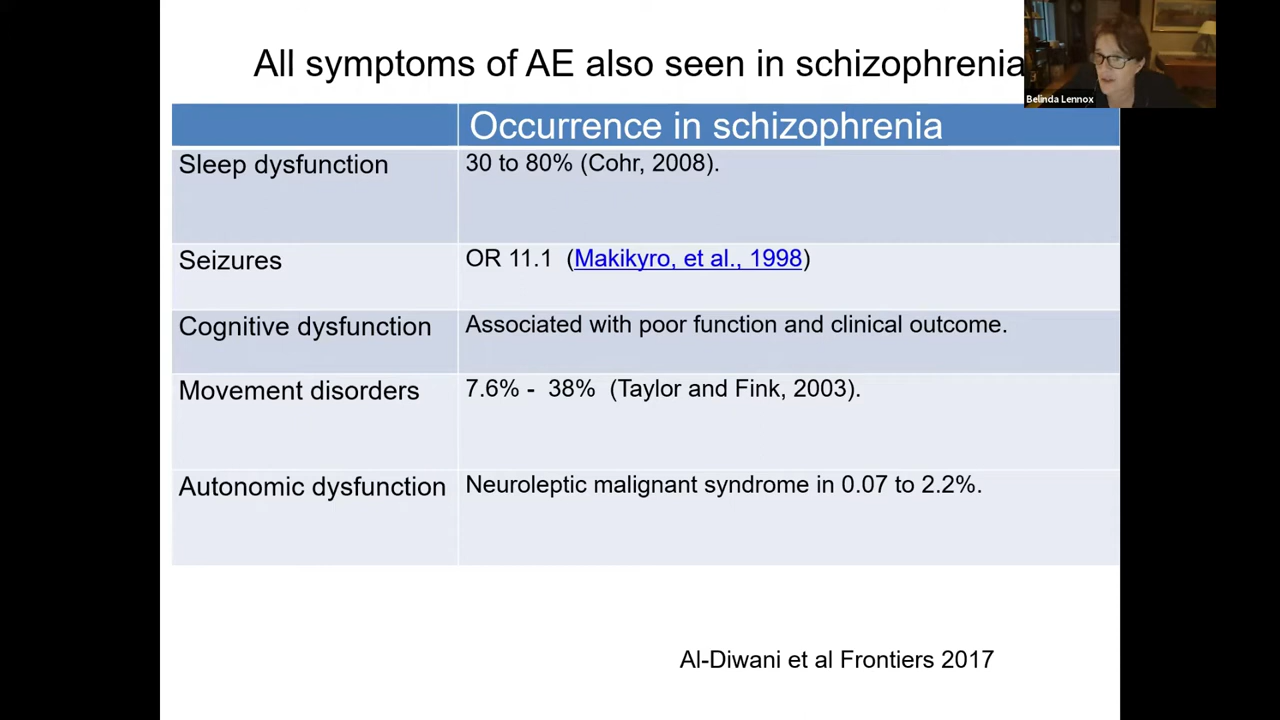 All symptoms of AE also seen in schizophrenia
Belinda Lennox
Occurrence in schizophrenia
Sleep dysfunction 30 to 80% (Cohr, 2008).
Seizures OR 11.1 (Makikyro, et al., 1998)
Cognitive dysfunction Associated with poor function and clinical outcome.
Movement disorders 7.6% - 38% (Taylor and Fink, 2003).
Autonomic dysfunction Neuroleptic malignant syndrome in 0.07 to 2.2%.
Al-Diwani et al Frontiers 2017